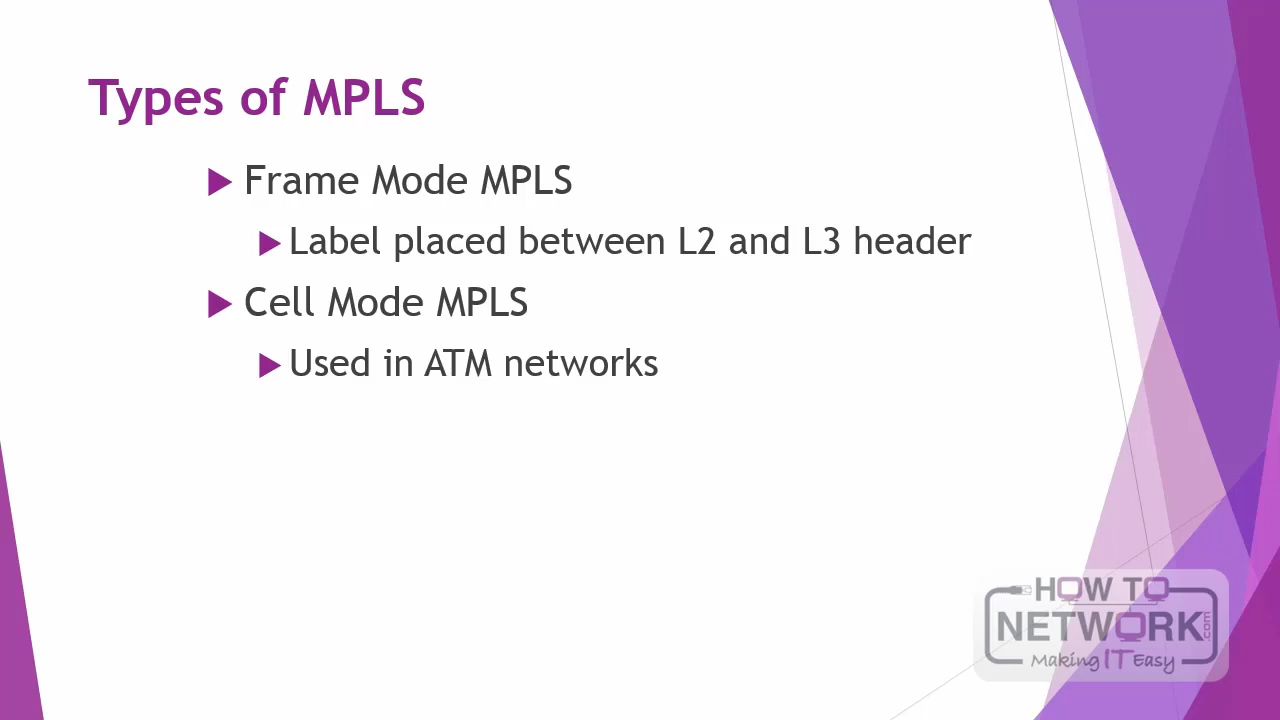 Types of MPLS
Frame Mode MPLS
Label placed between L2 and L3 header
Cell Mode MPLS
Used in ATM networks
HOW TO
NETWORK.com
Making IT Easy